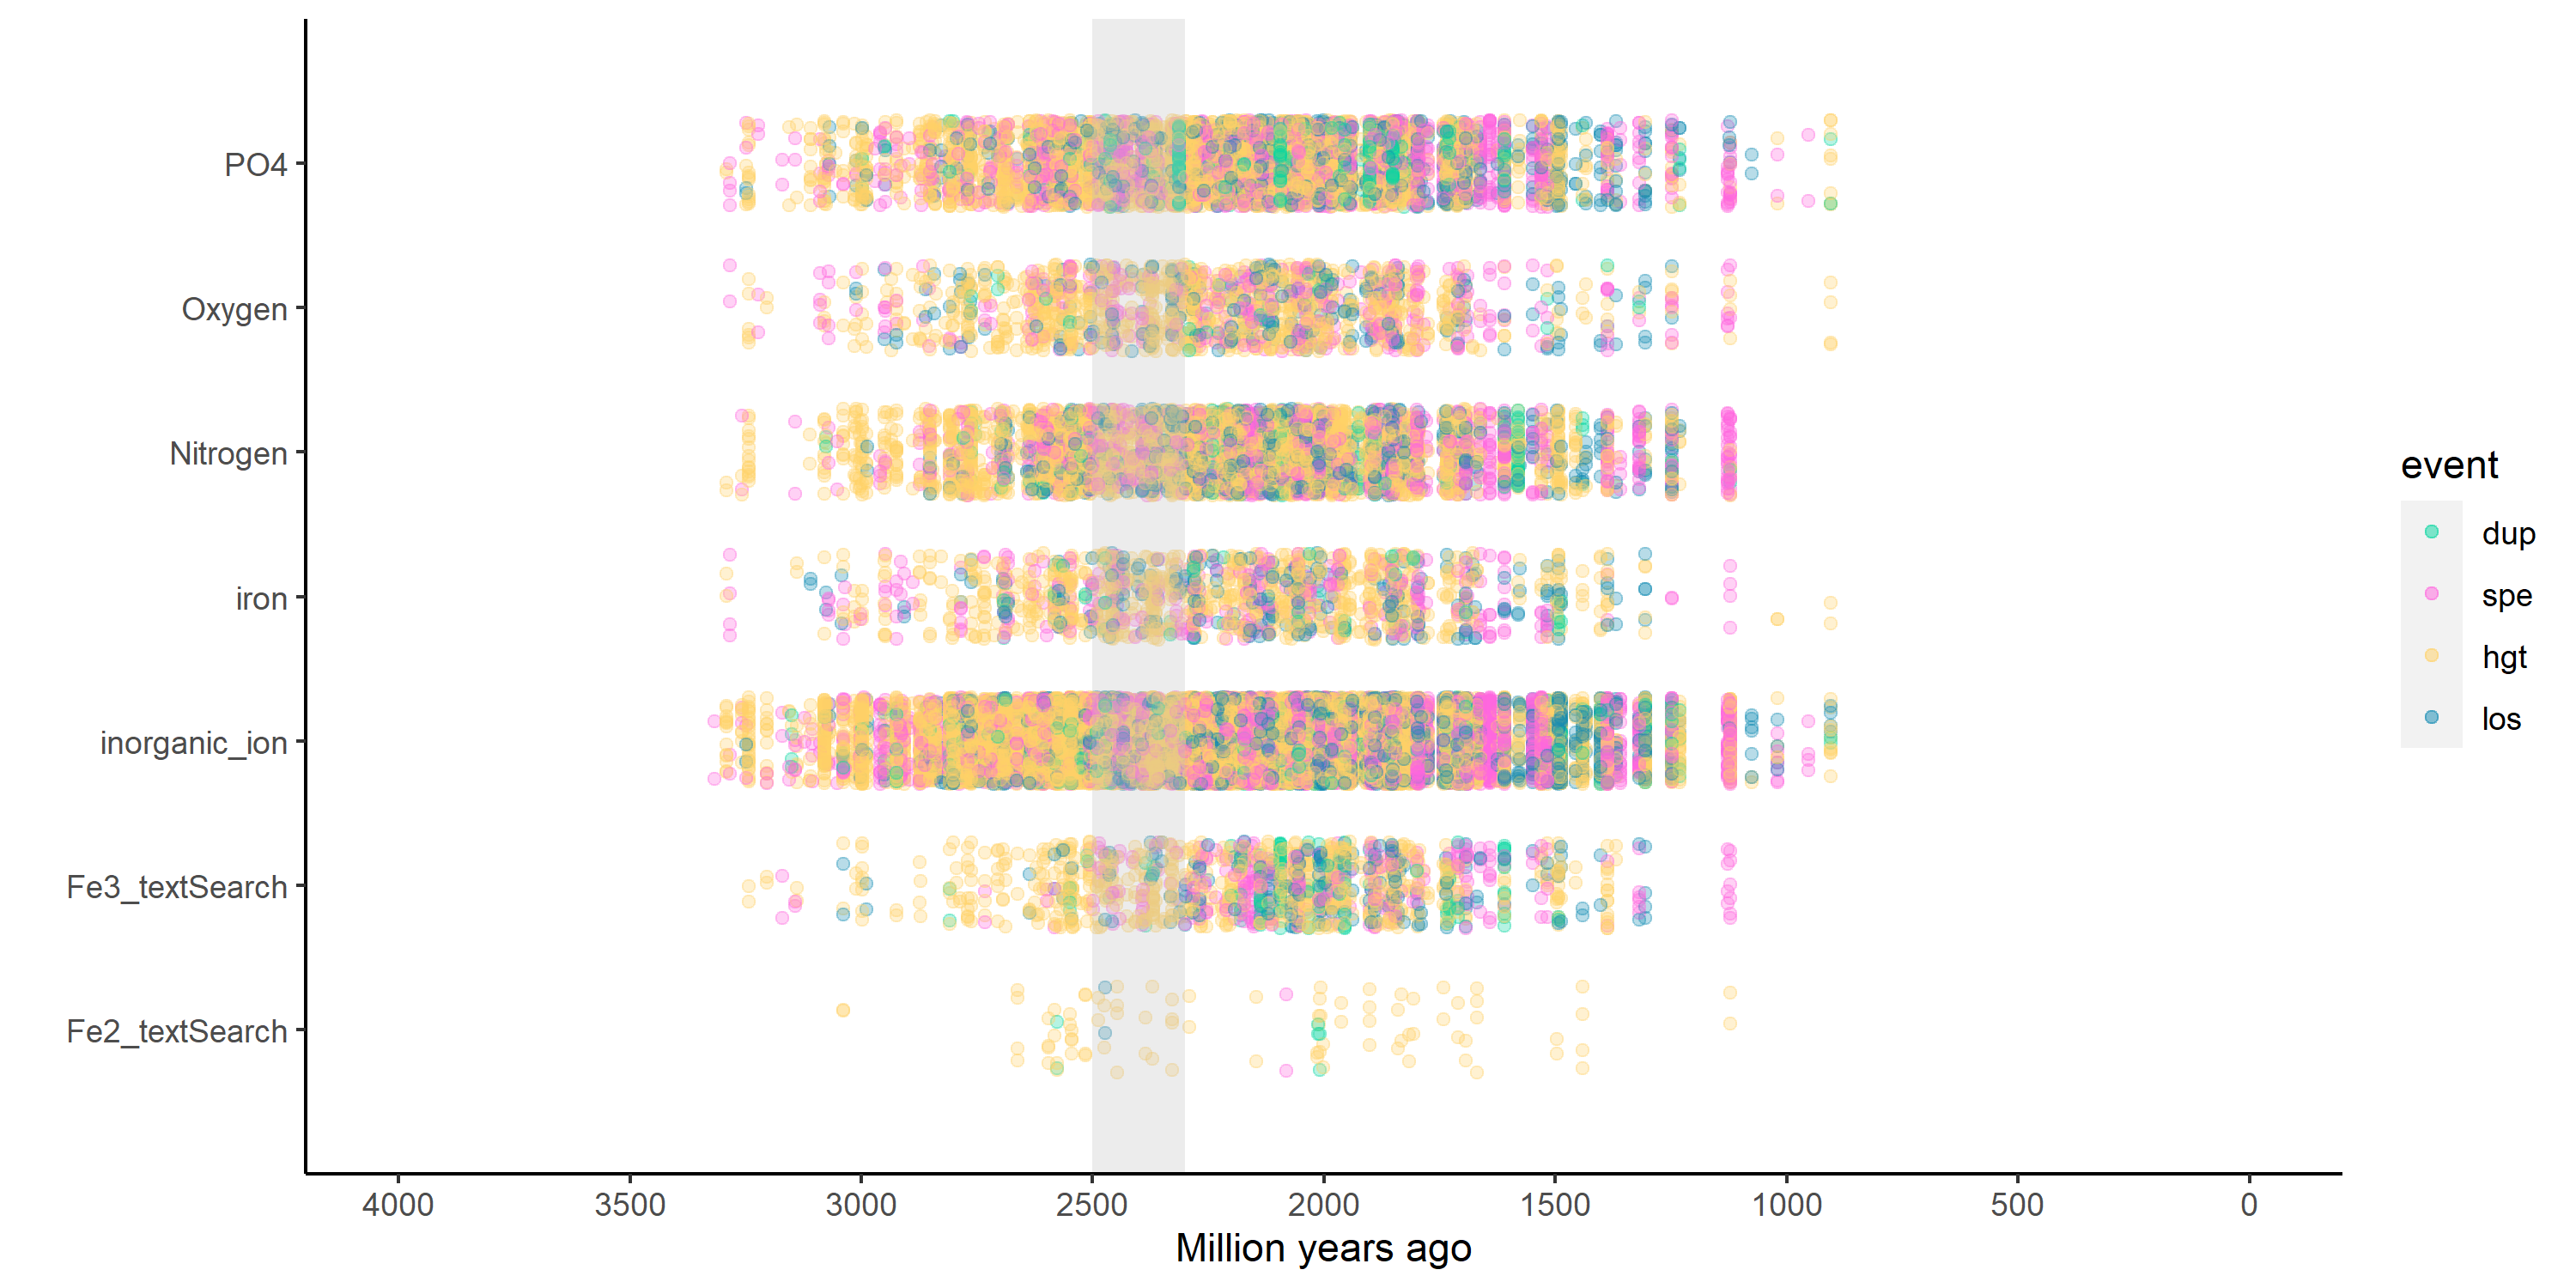 PO4
Oxygen
Nitrogen
iron
inorganic_ion
Fe3_textSearch
Fe2_textSearch
4000 3500 3000 2500 2000 1500 1000 500 0
Million years ago
event
dup
spe
hgt
los